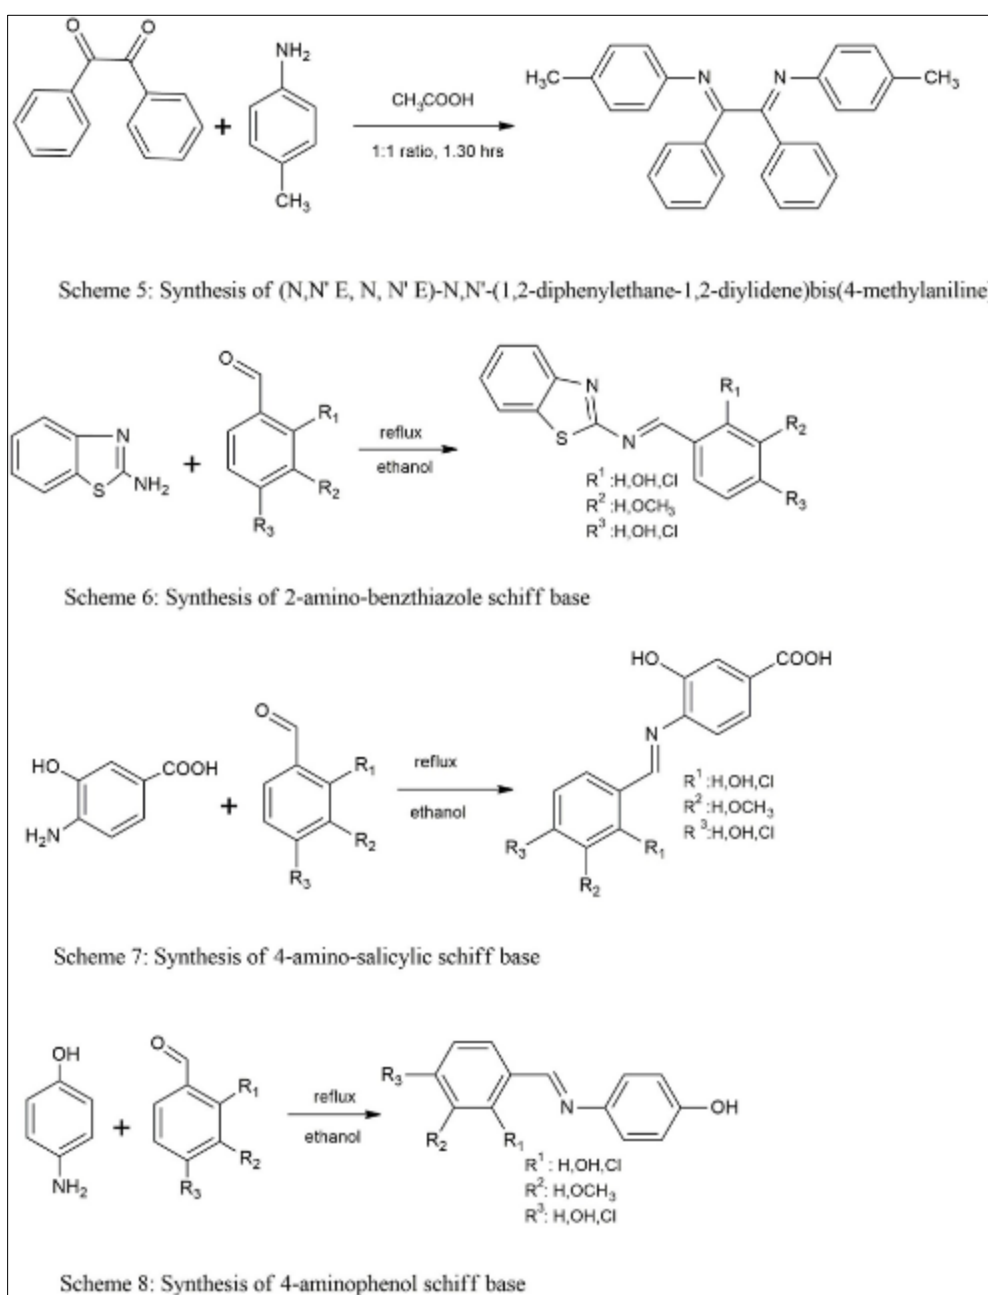 O O
NH₂
CH₃
+
CH₃COOH
1:1 ratio, 1.30 hrs
H₃C N N CH₃
Scheme 5: Synthesis of (N,N' E, N, N' E)-N,N'-(1,2-diphenylethane-1,2-diylidene)bis(4-methylaniline)
N
S
NH₂
+
O
R₁
R₂
R₃
reflux
ethanol
N
S
N
R₁
R₂
R₃
R¹ :H,OH,Cl
R² :H,OCH₃
R³ :H,OH,Cl
Scheme 6: Synthesis of 2-amino-benzthiazole schiff base
HO
COOH
H₂N
+
O
R₁
R₂
R₃
reflux
ethanol
HO
COOH
N
R₃
R₁
R₂
R¹ :H,OH,Cl
R² :H,OCH₃
R ³:H,OH,Cl
Scheme 7: Synthesis of 4-amino-salicylic schiff base
OH
NH₂
+
O
R₁
R₂
R₃
reflux
ethanol
R₃
R₂
R₁
N
OH
R¹ : H,OH,Cl
R²: H,OCH₃
R³: H,OH,Cl
Scheme 8: Synthesis of 4-aminophenol schiff base